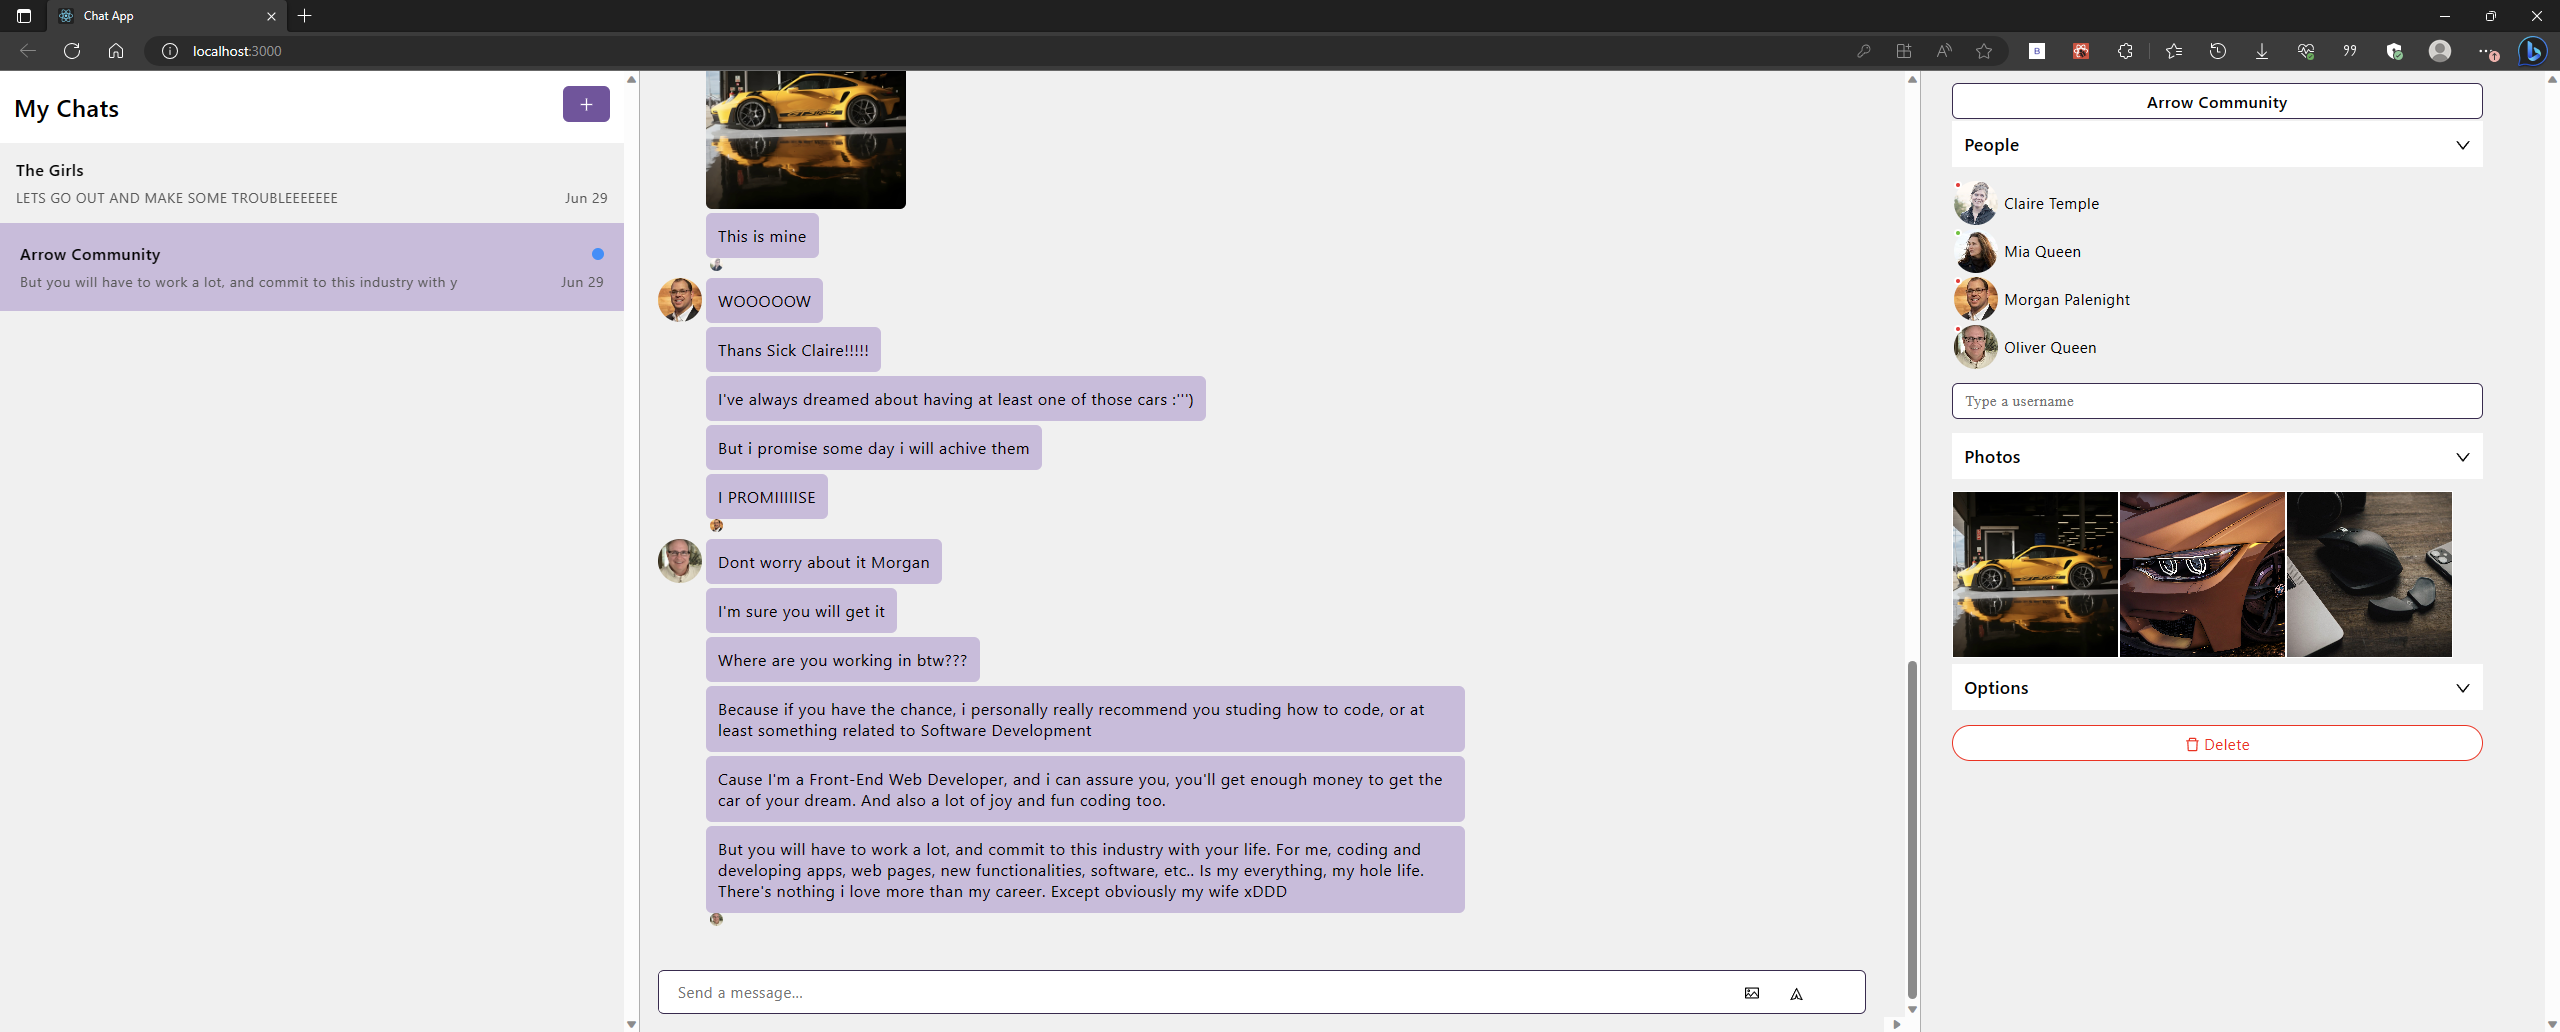 Chat App
localhost:3000
My Chats
+
The Girls
LETS GO OUT AND MAKE SOME TROUBLEEEEEEE
Jun 29
Arrow Community
But you will have to work a lot, and commit to this industry with y
Jun 29
This is mine
WOOOOOW
Thans Sick Claire!!!!!
I've always dreamed about having at least one of those cars :''')
But i promise some day i will achive them
I PROMIIIIISE
Dont worry about it Morgan
I'm sure you will get it
Where are you working in btw???
Because if you have the chance, i personally really recommend you studing how to code, or at
least something related to Software Development
Cause I'm a Front-End Web Developer, and i can assure you, you'll get enough money to get the
car of your dream. And also a lot of joy and fun coding too.
But you will have to work a lot, and commit to this industry with your life. For me, coding and
developing apps, web pages, new functionalities, software, etc.. Is my everything, my hole life.
There's nothing i love more than my career. Except obviously my wife xDDD
Send a message...
Arrow Community
People
Claire Temple
Mia Queen
Morgan Palenight
Oliver Queen
Type a username
Photos
Options
Delete